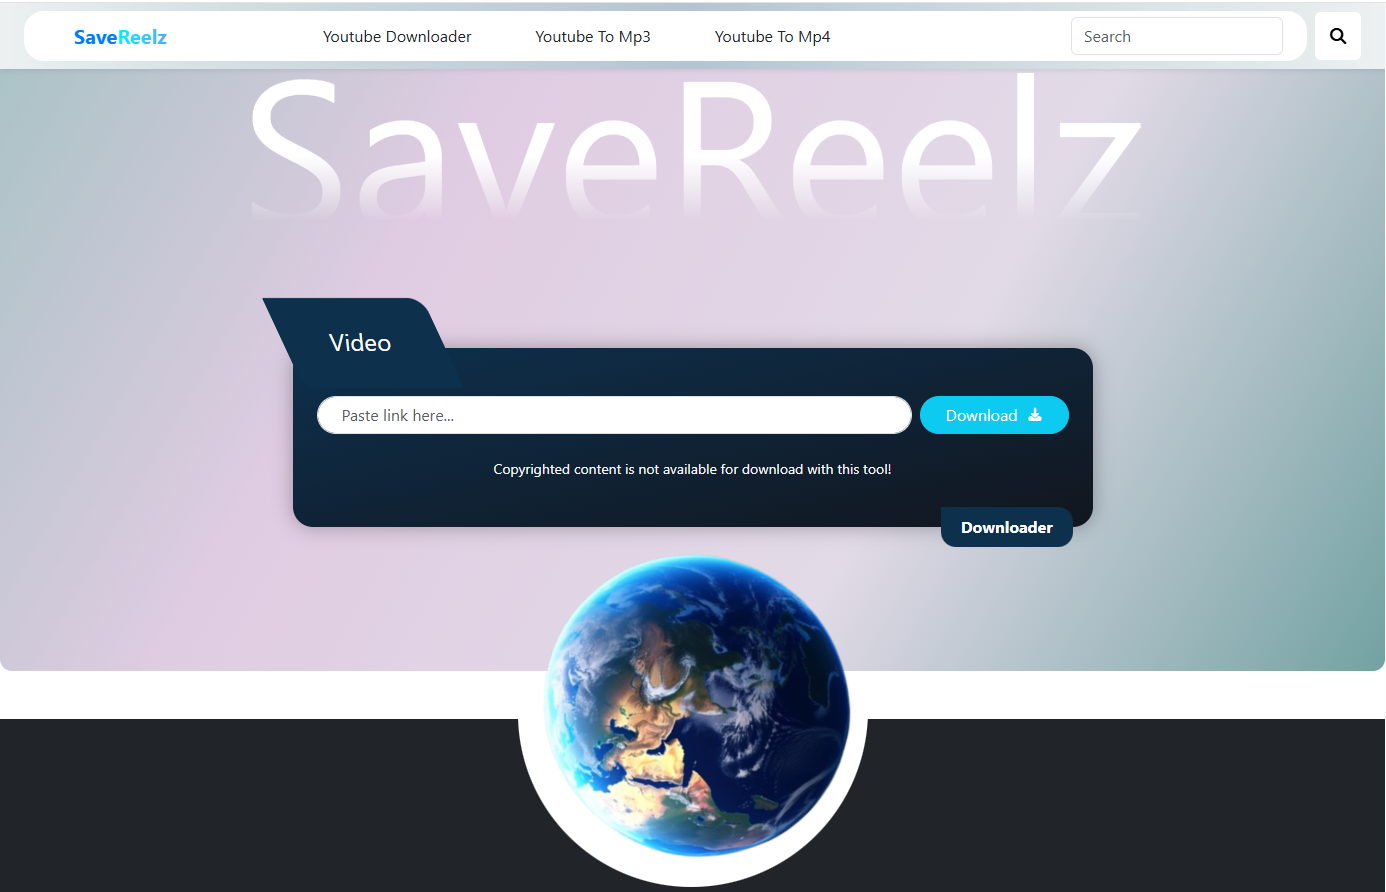 SaveReelz Youtube Downloader Youtube To Mp3 Youtube To Mp4 Search
SaveReelz
Video
Paste link here... Download
Copyrighted content is not available for download with this tool!
Downloader